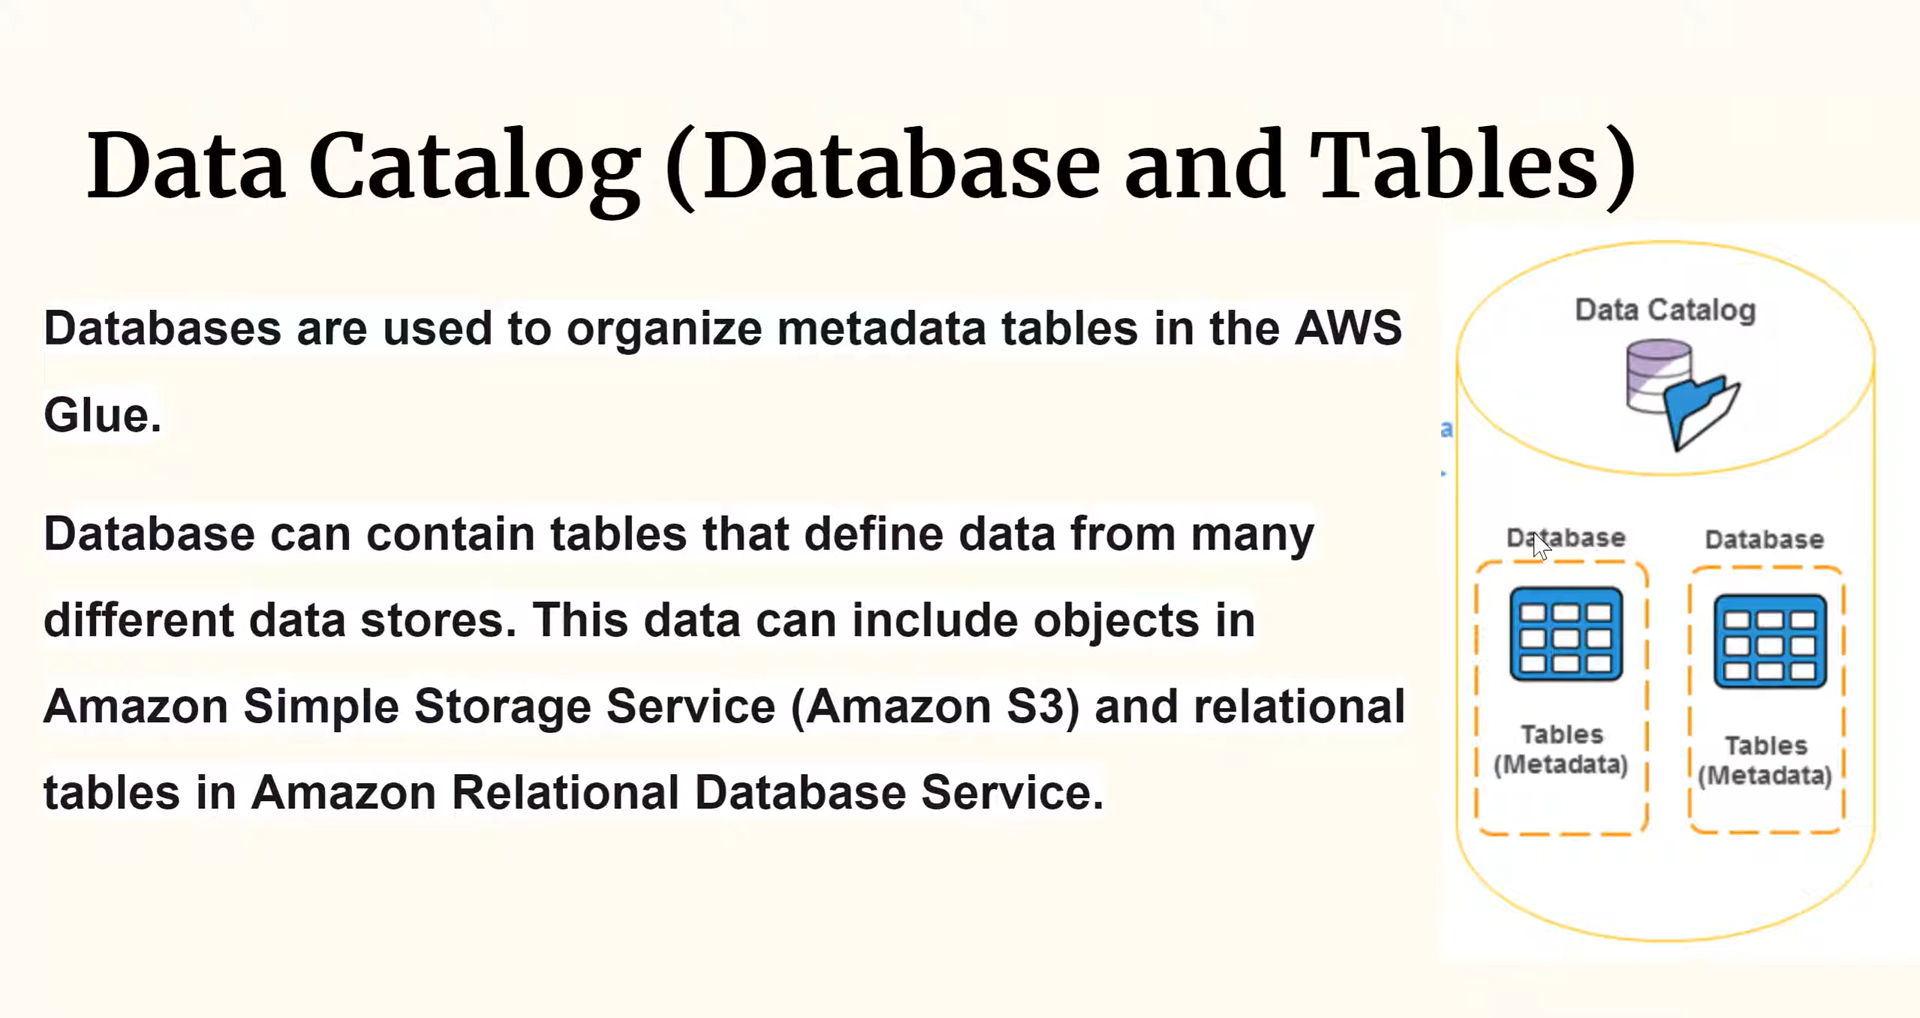 Data Catalog (Database and Tables)
Databases are used to organize metadata tables in the AWS
Glue.
Database can contain tables that define data from many
different data stores. This data can include objects in
Amazon Simple Storage Service (Amazon S3) and relational
tables in Amazon Relational Database Service.
Data Catalog
a
Database
Tables
(Metadata)
Database
Tables
(Metadata)